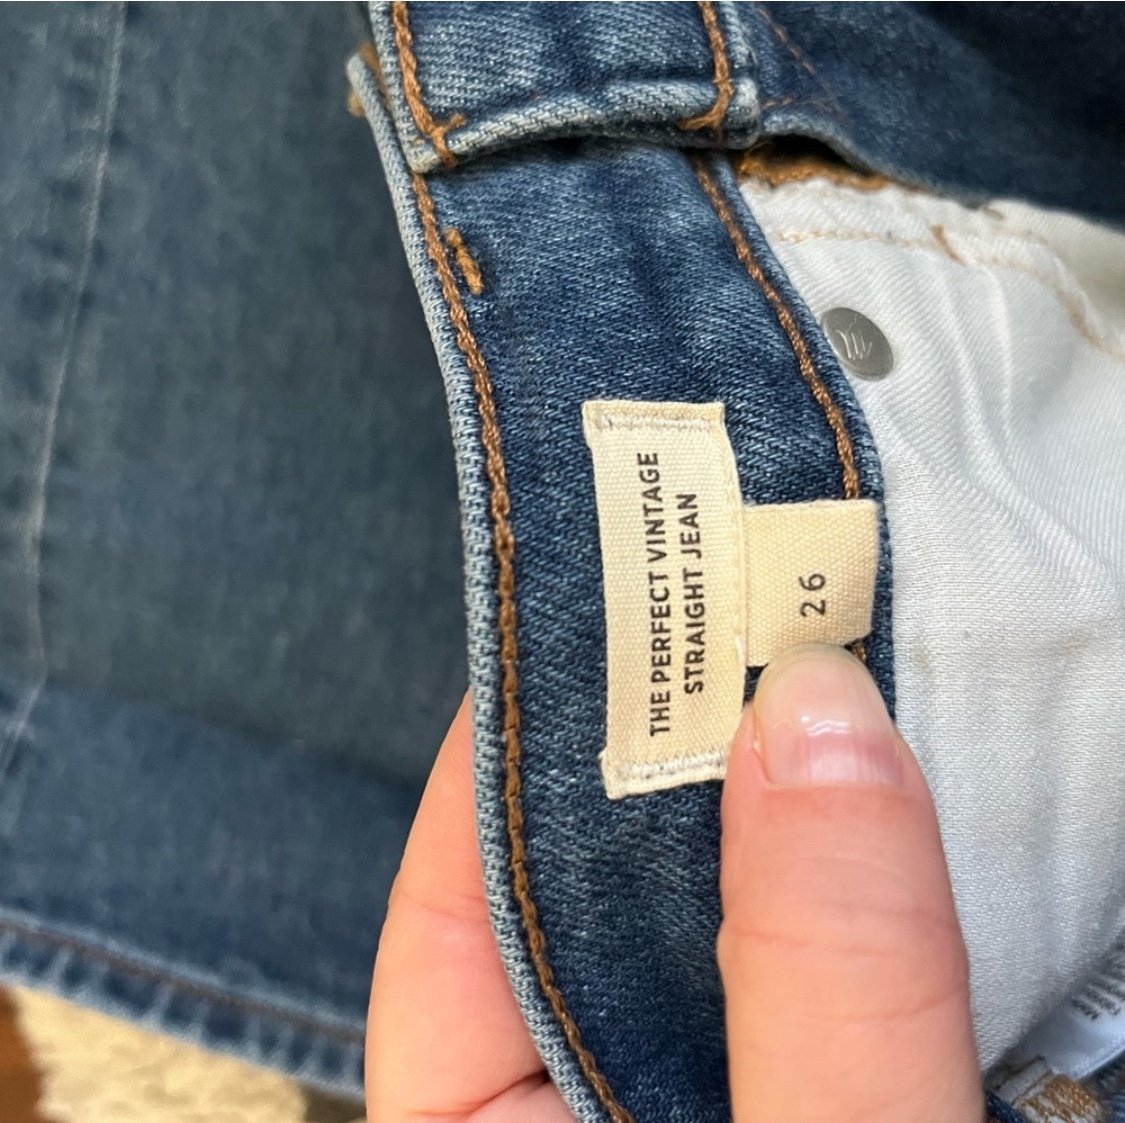 THE PERFECT VINTAGE
STRAIGHT JEAN
26